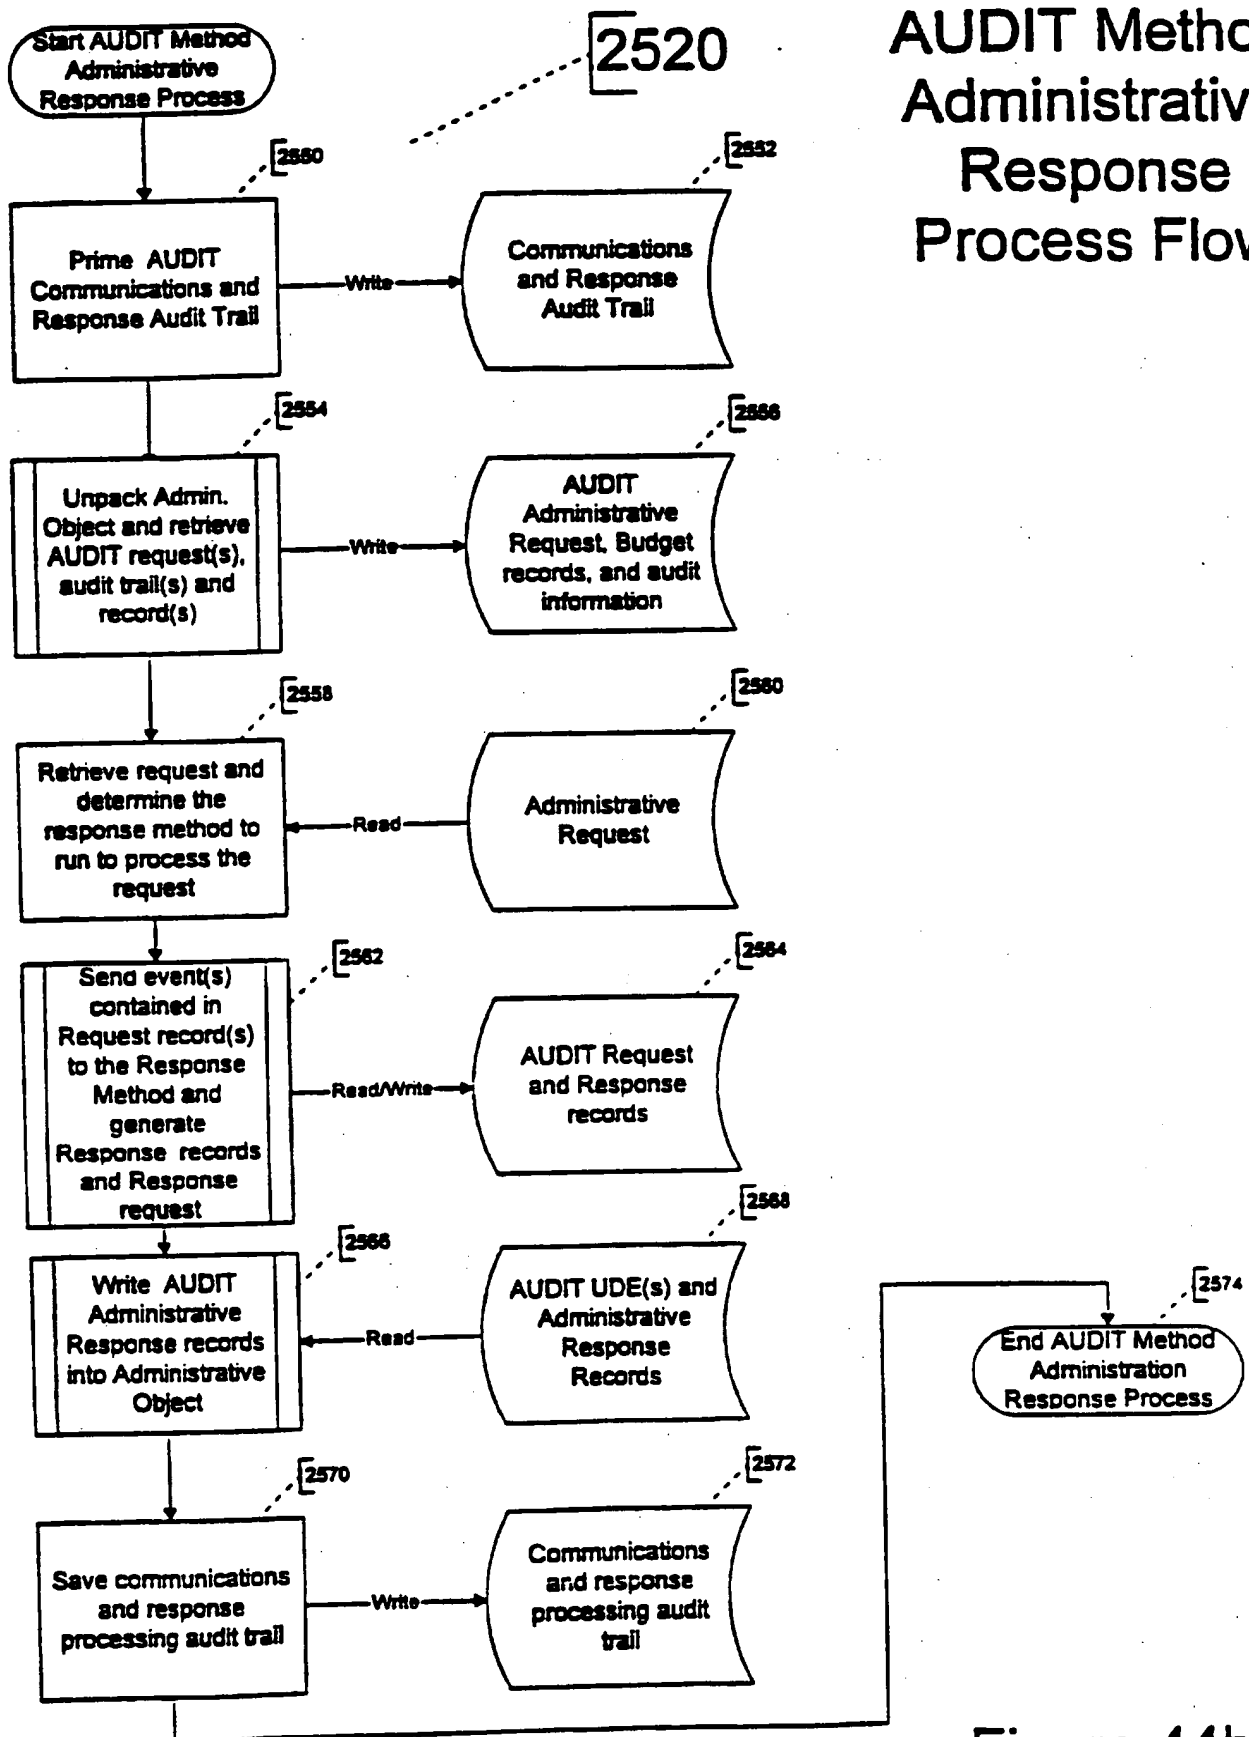 Start AUDIT Method
Administrative
Response Process
2520
AUDIT Metho
Administrativ
Response
Process Flow
2550
Prime AUDIT
Communications and
Response Audit Trail
Write
2552
Communications
and Response
Audit Trail
2554
Unpack Admin.
Object and retrieve
AUDIT request(s),
audit trail(s) and
record(s)
Write
2556
AUDIT
Administrative
Request, Budget
records, and audit
information
2558
Retrieve request and
determine the
response method to
run to process the
request
Read
2560
Administrative
Request
2562
Send event(s)
contained in
Request record(s)
to the Response
Method and
generate
Response records
and Response
request
Read/Write
2564
AUDIT Request
and Response
records
2566
Write AUDIT
Administrative
Response records
into Administrative
Object
Read
2568
AUDIT UDE(s) and
Administrative
Response
Records
2570
Save communications
and response
processing audit trail
Write
2572
Communications
and response
processing audit
trail
2574
End AUDIT Method
Administration
Response Process